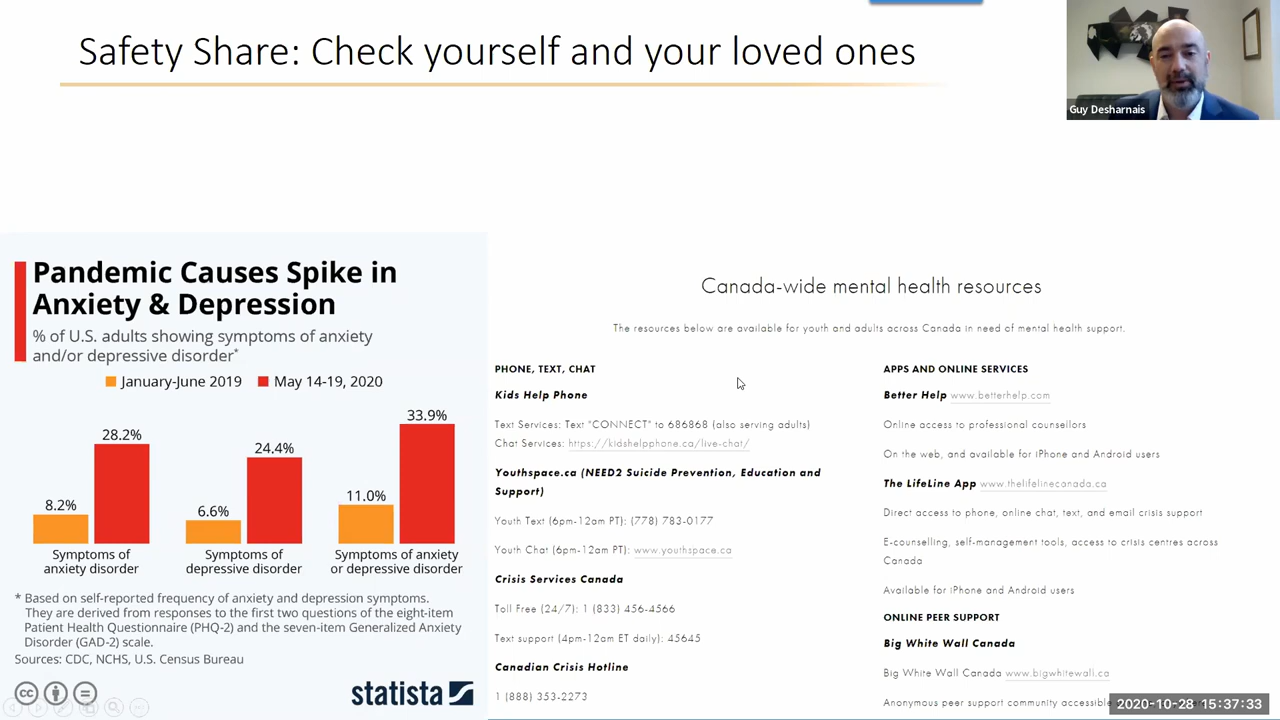 Safety Share: Check yourself and your loved ones
Guy Desharnais
Pandemic Causes Spike in
Anxiety & Depression
% of U.S. adults showing symptoms of anxiety
and/or depressive disorder*
January-June 2019
May 14-19, 2020
8.2%
28.2%
6.6%
24.4%
11.0%
33.9%
Symptoms of
anxiety disorder
Symptoms of
depressive disorder
Symptoms of anxiety
or depressive disorder
* Based on self-reported frequency of anxiety and depression symptoms.
They are derived from responses to the first two questions of the eight-item
Patient Health Questionnaire (PHQ-2) and the seven-item Generalized Anxiety
Disorder (GAD-2) scale.
Sources: CDC, NCHS, U.S. Census Bureau
cc
statista
Canada-wide mental health resources
The resources below are available for youth and adults across Canada in need of mental health support.
PHONE, TEXT, CHAT
Kids Help Phone
Text Services: Text "CONNECT" to 686868 (also serving adults)
Chat Services: https://kidshelpphone.ca/live-chat/
Youthspace.ca (NEED2 Suicide Prevention, Education and
Support)
Youth Text (6pm-12am PT): (778) 783-0177
Youth Chat (6pm-12am PT): www.youthspace.ca
Crisis Services Canada
Toll Free (24/7): 1 (833) 456-4566
Text support (4pm-12am ET daily): 45645
Canadian Crisis Hotline
1 (888) 353-2273
APPS AND ONLINE SERVICES
Better Help www.betterhelp.com
Online access to professional counsellors
On the web, and available for iPhone and Android users
The LifeLine App www.thelifelinecanada.ca
Direct access to phone, online chat, text, and email crisis support
E-counselling, self-management tools, access to crisis centres across
Canada
Available for iPhone and Android users
ONLINE PEER SUPPORT
Big White Wall Canada
Big White Wall Canada www.bigwhitewall.ca
Anonymous peer support community accessible
2020-10-28 15:37:33